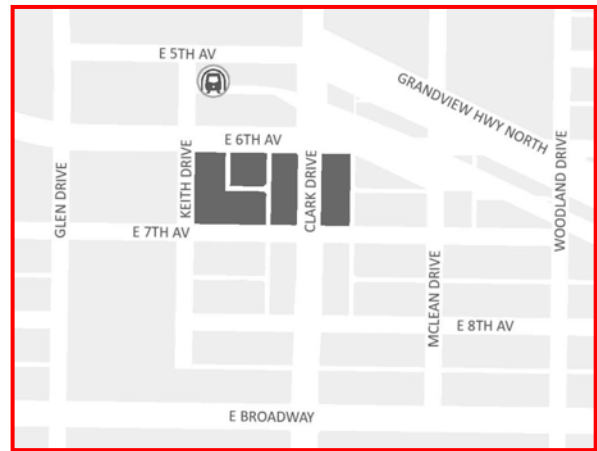 E 5TH AV
GRANDVIEW HWY NORTH
E 6TH AV
GLEN DRIVE
KEITH DRIVE
CLARK DRIVE
WOODLAND DRIVE
E 7TH AV
MCLEAN DRIVE
E 8TH AV
E BROADWAY